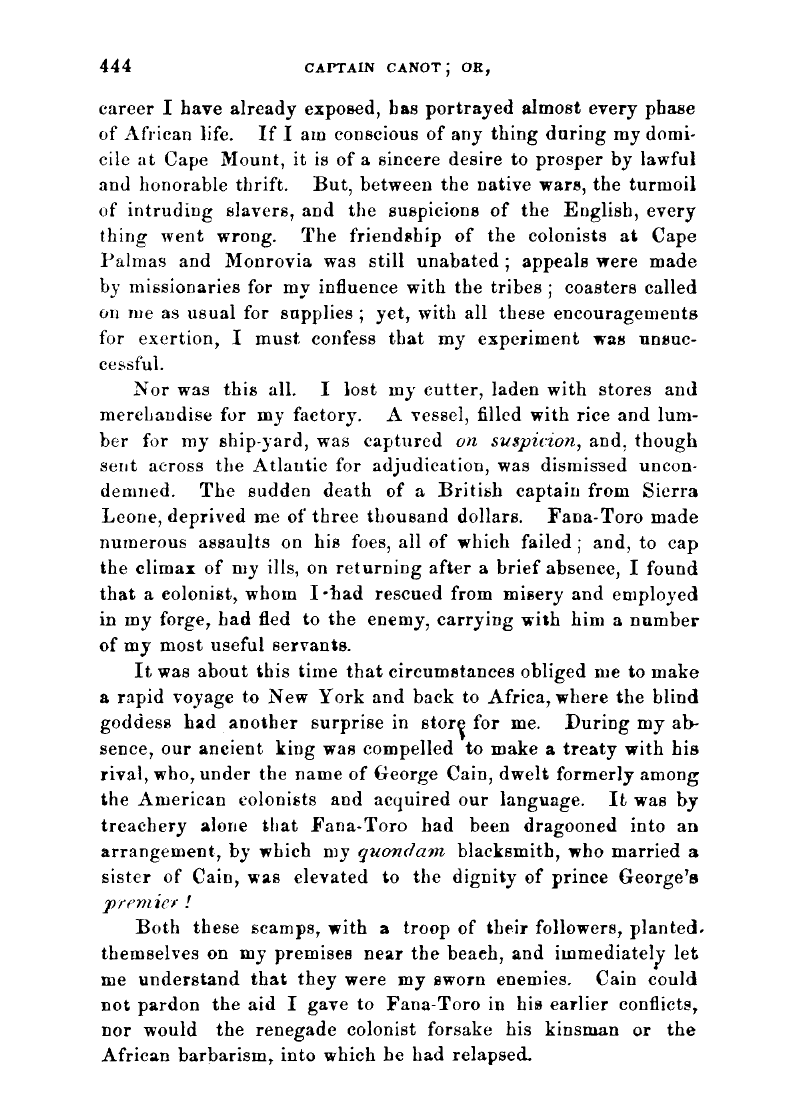 444 CAPTAIN CANOT; OR,
career I have already exposed, has portrayed almost every phase
of African life. If I am conscious of any thing during my domi-
cile at Cape Mount, it is of a sincere desire to prosper by lawful
and honorable thrift. But, between the native wars, the turmoil
of intruding slavers, and the suspicions of the English, every
thing went wrong. The friendship of the colonists at Cape
Palmas and Monrovia was still unabated; appeals were made
by missionaries for my influence with the tribes; coasters called
on me as usual for supplies; yet, with all these encouragements
for exertion, I must confess that my experiment was unsuc-
cessful.
Nor was this all. I lost my cutter, laden with stores and
merchandise for my factory. A vessel, filled with rice and lum-
ber for my ship-yard, was captured on suspicion, and, though
sent across the Atlantic for adjudication, was dismissed uncon-
demned. The sudden death of a British captain from Sierra
Leone, deprived me of three thousand dollars. Fana-Toro made
numerous assaults on his foes, all of which failed; and, to cap
the climax of my ills, on returning after a brief absence, I found
that a colonist, whom I had rescued from misery and employed
in my forge, had fled to the enemy, carrying with him a number
of my most useful servants.
It was about this time that circumstances obliged me to make
a rapid voyage to New York and back to Africa, where the blind
goddess had another surprise in store for me. During my ab-
sence, our ancient king was compelled to make a treaty with his
rival, who, under the name of George Cain, dwelt formerly among
the American colonists and acquired our language. It was by
treachery alone that Fana-Toro had been dragooned into an
arrangement, by which my quondam blacksmith, who married a
sister of Cain, was elevated to the dignity of prince George's
premier!
Both these scamps, with a troop of their followers, planted
themselves on my premises near the beach, and immediately let
me understand that they were my sworn enemies. Cain could
not pardon the aid I gave to Fana-Toro in his earlier conflicts,
nor would the renegade colonist forsake his kinsman or the
African barbarism, into which he had relapsed.